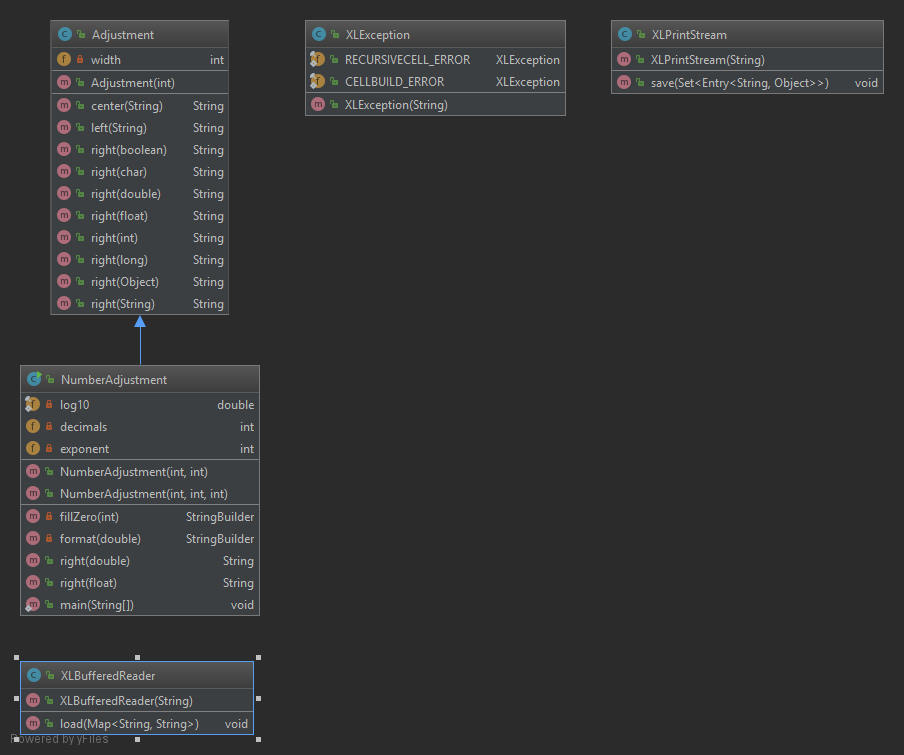 Adjustment
width int
Adjustment(int)
center(String) String
left(String) String
right(boolean) String
right(char) String
right(double) String
right(float) String
right(int) String
right(long) String
right(Object) String
right(String) String
XLException
RECURSIVECELL_ERROR XLException
CELLBUILD_ERROR XLException
XLException(String)
XLPrintStream
XLPrintStream(String)
save(Set<Entry<String, Object>>) void
NumberAdjustment
log10 double
decimals int
exponent int
NumberAdjustment(int, int)
NumberAdjustment(int, int, int)
fillZero(int) StringBuilder
format(double) StringBuilder
right(double) String
right(float) String
main(String[]) void
XLBufferedReader
XLBufferedReader(String)
load(Map<String, String>) void
Powered by yFiles